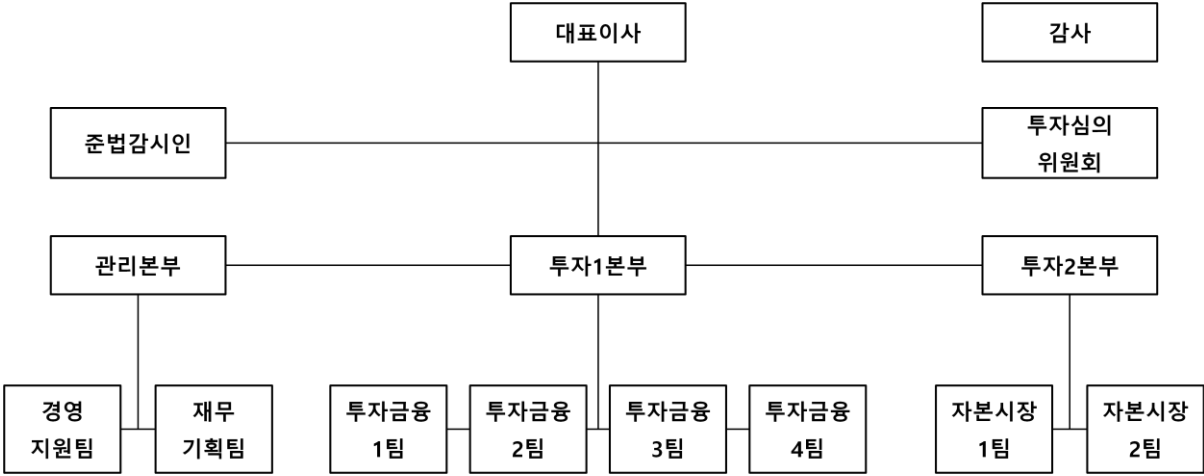 대표이사
감사
준법감시인
투자심의
위원회
관리본부
투자1본부
투자2본부
경영
지원팀
재무
기획팀
투자금융
1팀
투자금융
2팀
투자금융
3팀
투자금융
4팀
자본시장
1팀
자본시장
2팀